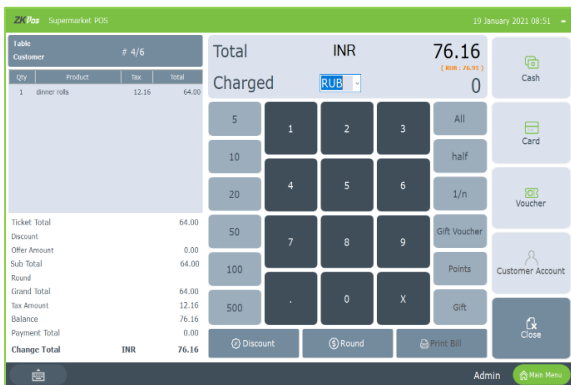 ZKPos Supermarket POS 19 January 2021 08:51
Table
Customer # 4/6
Qty Product Tax Total
1 dinner rolls 12.16 64.00
Total INR 76.16
( RUB : 76.93 )
Charged RUB 0
5 1 2 3 All
10 half
20 4 5 6 1/n
50 7 8 9 Gift Voucher
100 Points
500 . 0 X Gift
Discount Round Print Bill
Cash
Card
Voucher
Customer Account
Close
Ticket Total 64.00
Discount
Offer Amount 0.00
Sub Total 64.00
Round
Grand Total 64.00
Tax Amount 12.16
Balance 76.16
Payment Total 0.00
Change Total INR 76.16
Admin Main Menu